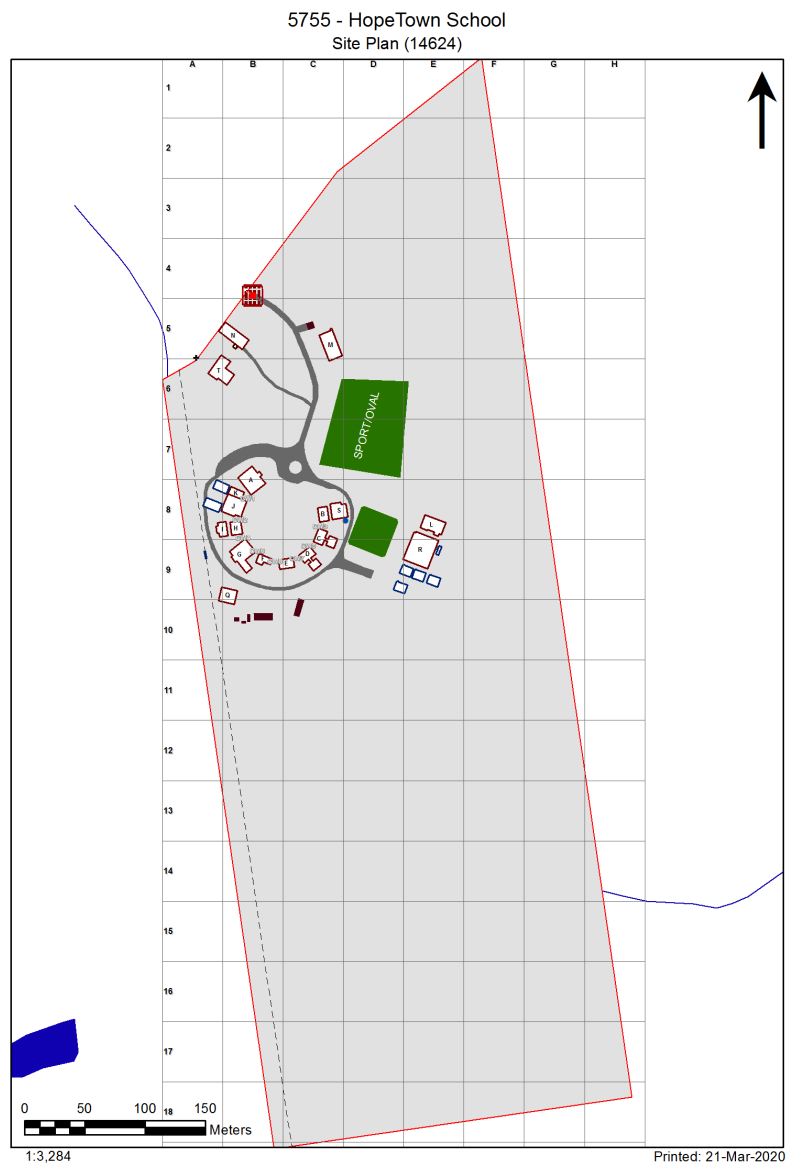 5755 - HopeTown School
Site Plan (14624)
A B C D E F G H
1
2
3
4
5
N
M
T
6
SPORT/OVAL
7
A
K
J
8
B S
I H
L
C
R
G
D
F
E
9
Q
10
11
12
13
14
15
16
17
18
0 50 100 150
Meters
1:3,284
Printed: 21-Mar-2020